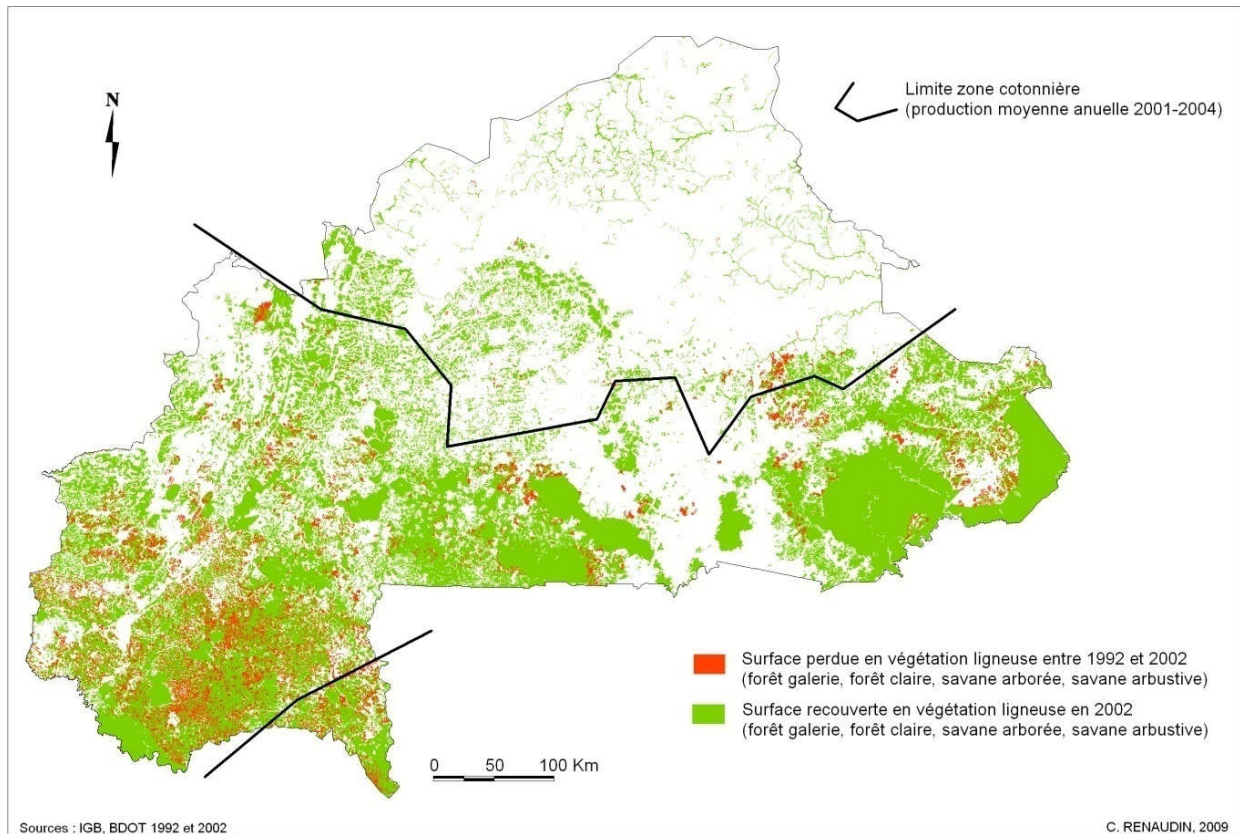 N
Limite zone cotonnière
(production moyenne anuelle 2001-2004)
Surface perdue en végétation ligneuse entre 1992 et 2002
(forêt galerie, forêt claire, savane arborée, savane arbustive)
Surface recouverte en végétation ligneuse en 2002
(forêt galerie, forêt claire, savane arborée, savane arbustive)
0 50 100 Km
Sources : IGB, BDOT 1992 et 2002
C. RENAUDIN, 2009